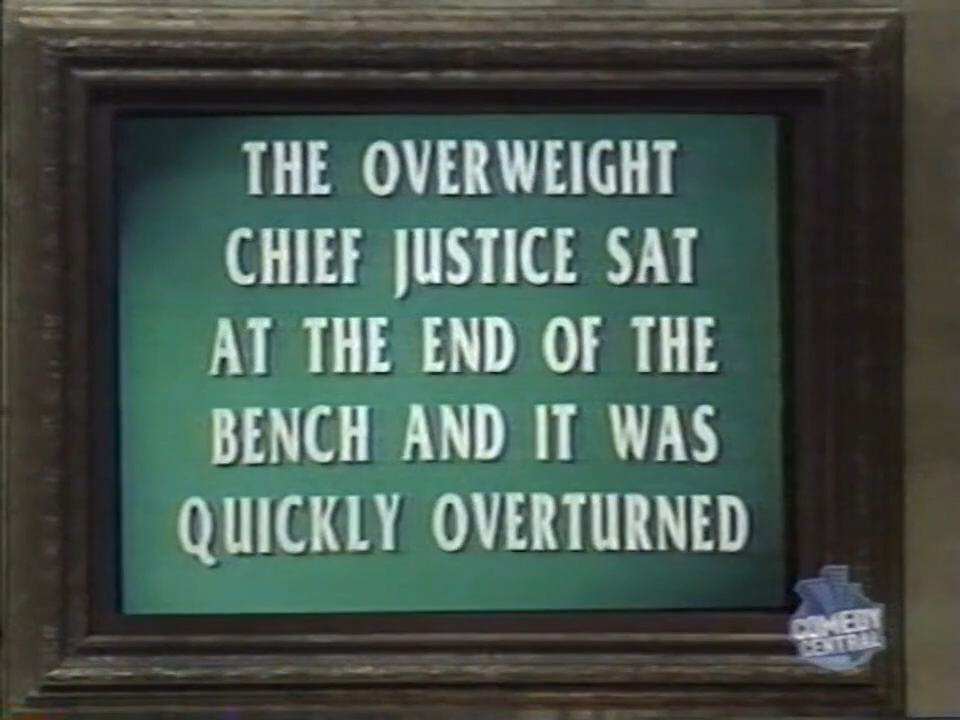 THE OVERWEIGHT
CHIEF JUSTICE SAT
AT THE END OF THE
BENCH AND IT WAS
QUICKLY OVERTURNED
COMEDY
CENTRAL